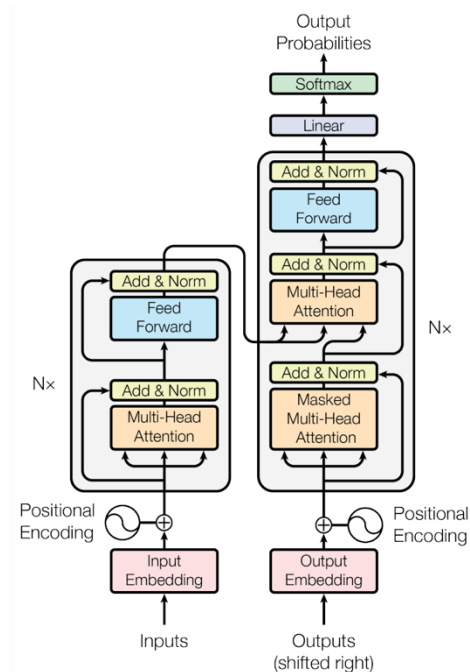 Output
Probabilities
Softmax
Linear
Add & Norm
Feed
Forward
Add & Norm
Multi-Head
Attention
N×
Add & Norm
Masked
Multi-Head
Attention
Add & Norm
Feed
Forward
N×
Add & Norm
Multi-Head
Attention
Positional
Encoding
Positional
Encoding
Input
Embedding
Output
Embedding
Inputs
Outputs
(shifted right)